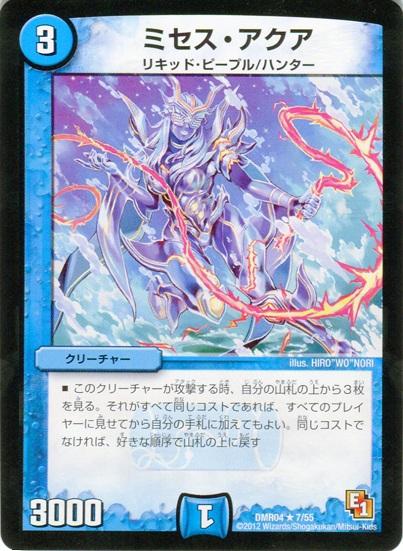 3
ミセス・アクア
リキッド・ピープル/ハンター
illus. HIRO"WO"NORI
クリーチャー
■ このクリーチャーが攻撃する時、自分の山札の上から3枚
を見る。それがすべて同じコストであれば、すべてのプレイヤ
ーに見せてから自分の手札に加えてもよい。同じコストで
なければ、好きな順序で山札の上に戻す
3000
1
DMR04★7/55
©2012 Wizards/Shogakukan/Mitsui-Kids
E1